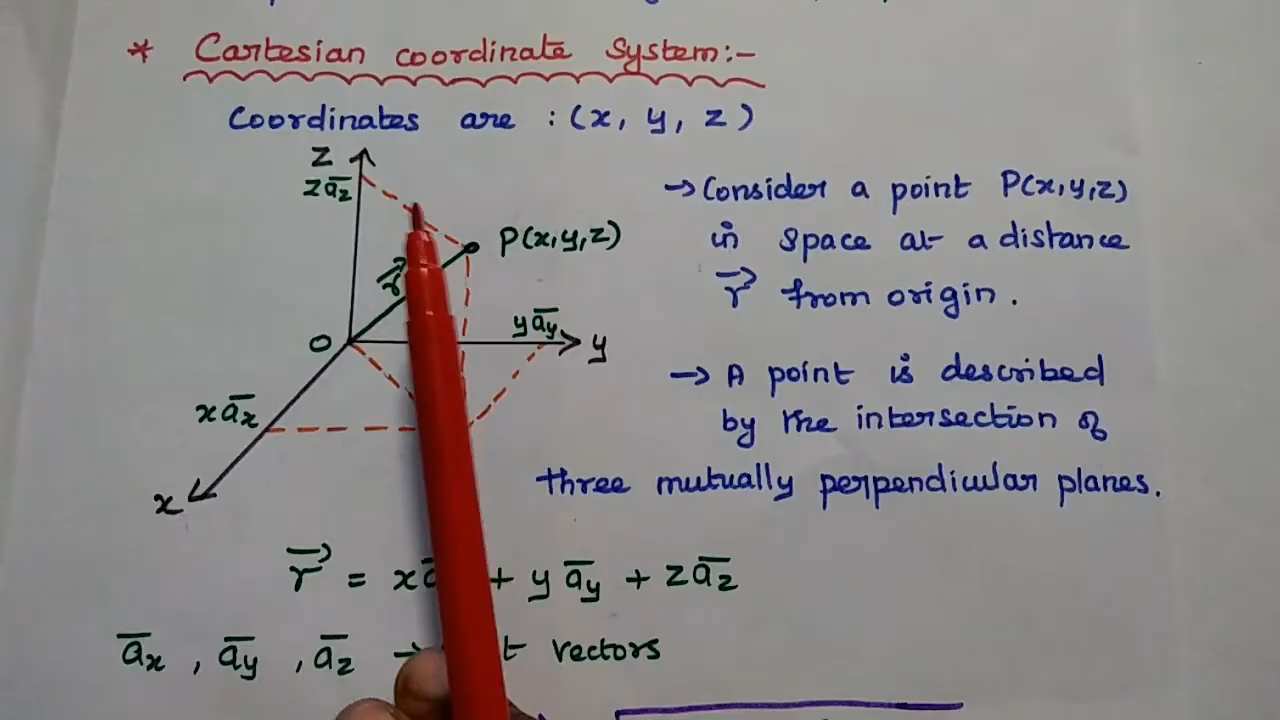 * Cartesian coordinate System:-
Coordinates are : (x, y, z)
z
za̅z
P(x,y,z)
r⃗
O
ya̅y
y
xa̅x
x
→ Consider a point P(x,y,z)
in space at a distance
r⃗ from origin.
→ A point is described
by the intersection of
three mutually perpendicular planes.
r⃗ = x + y a̅y + z a̅z
a̅x , a̅y , a̅z → vectors